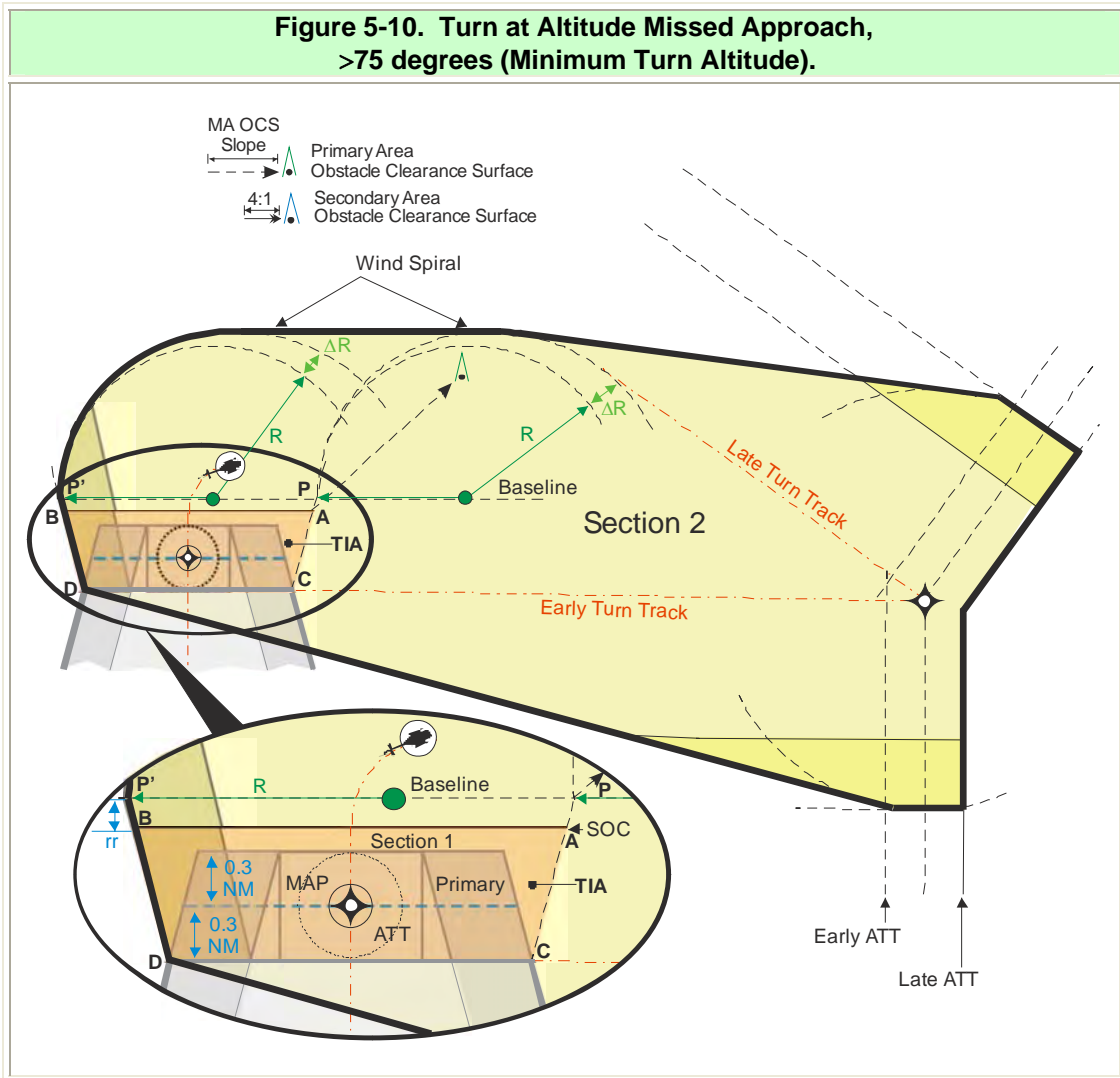 Figure 5-10. Turn at Altitude Missed Approach,
>75 degrees (Minimum Turn Altitude).
MA OCS
Slope
Primary Area
Obstacle Clearance Surface
4:1
Secondary Area
Obstacle Clearance Surface
Wind Spiral
ΔR
ΔR
R
R
P'
P
Baseline
B
A
Late Turn Track
Section 2
TIA
D
C
Early Turn Track
P'
R
Baseline
P
B
rr
SOC
A
Section 1
0.3
NM
MAP
Primary
TIA
0.3
NM
ATT
D
C
Early ATT
Late ATT